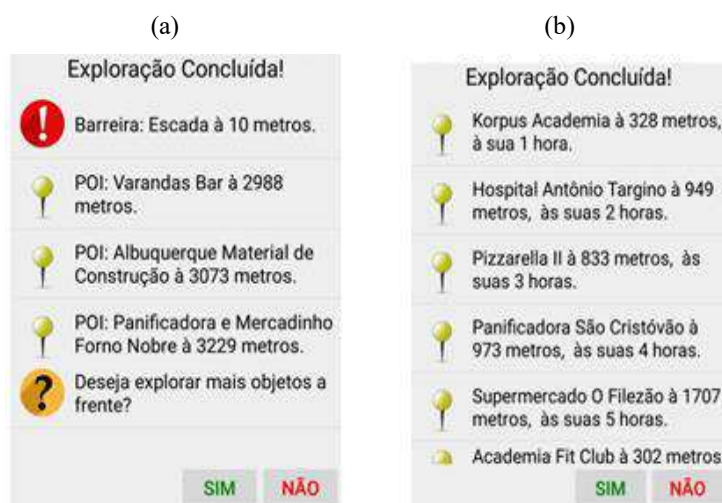 (a)
Exploração Concluída!
Barreira: Escada à 10 metros.
POI: Varandas Bar à 2988
metros.
POI: Albuquerque Material de
Construção à 3073 metros.
POI: Panificadora e Mercadinho
Forno Nobre à 3229 metros.
Deseja explorar mais objetos a
frente?
SIM NÃO
(b)
Exploração Concluída!
Korpus Academia à 328 metros,
à sua 1 hora.
Hospital Antônio Targino à 949
metros, às suas 2 horas.
Pizzarella II à 833 metros, às
suas 3 horas.
Panificadora São Cristóvão à
973 metros, às suas 4 horas.
Supermercado O Filezão à 1707
metros, às suas 5 horas.
Academia Fit Club à 302 metros
SIM NÃO